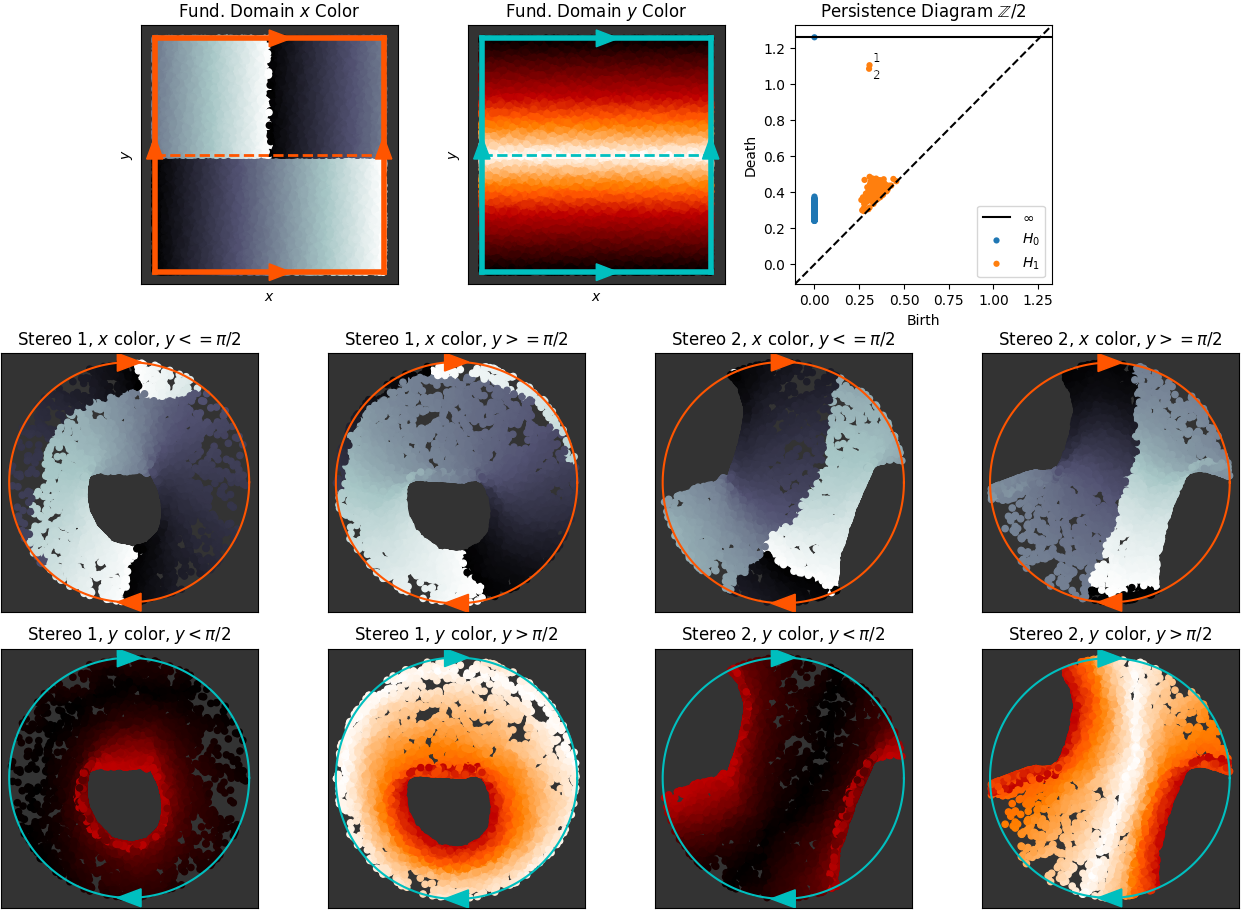 Fund. Domain x Color
Fund. Domain y Color
Persistence Diagram ℤ/2
y
x
y
x
Death
1.2
1.0
0.8
0.6
0.4
0.2
0.0
1
2
∞
H₀
H₁
0.00 0.25 0.50 0.75 1.00 1.25
Birth
Stereo 1, x color, y <= π/2
Stereo 1, x color, y >= π/2
Stereo 2, x color, y <= π/2
Stereo 2, x color, y >= π/2
Stereo 1, y color, y < π/2
Stereo 1, y color, y > π/2
Stereo 2, y color, y < π/2
Stereo 2, y color, y > π/2